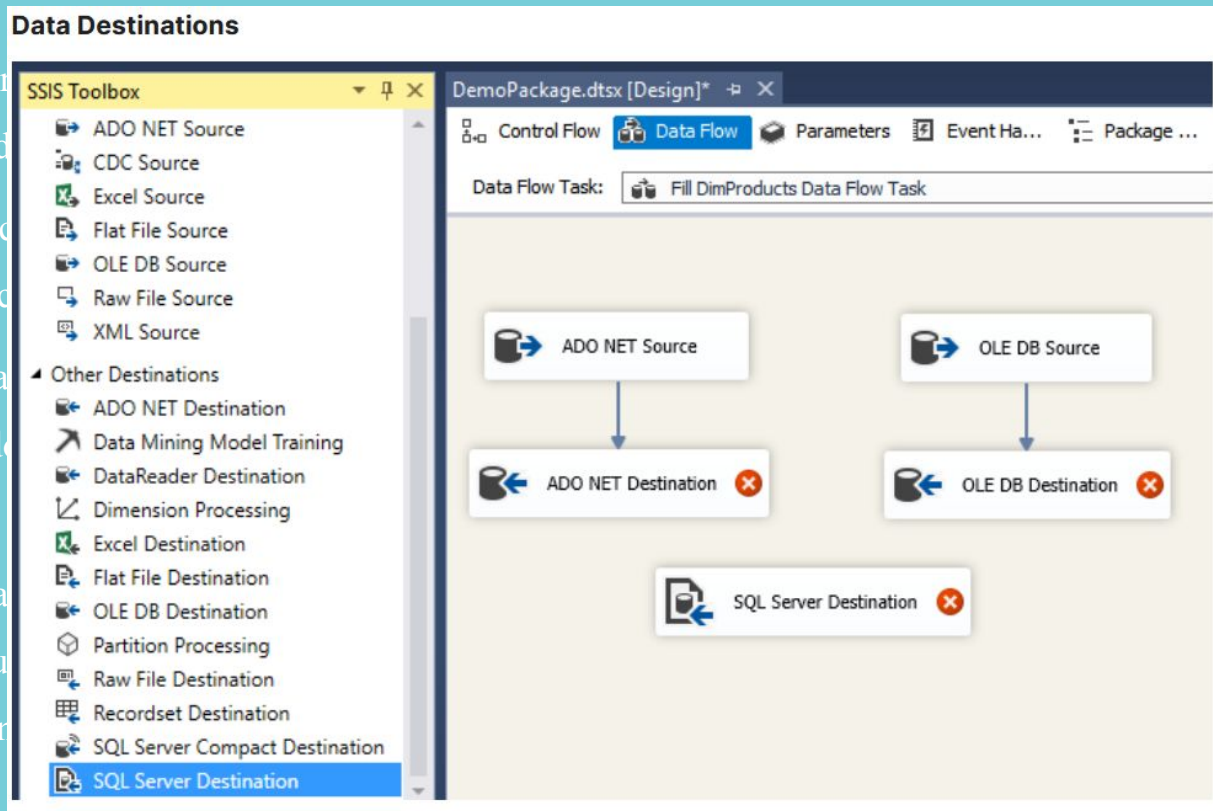 Data Destinations
SSIS Toolbox
ADO NET Source
CDC Source
Excel Source
Flat File Source
OLE DB Source
Raw File Source
XML Source
Other Destinations
ADO NET Destination
Data Mining Model Training
DataReader Destination
Dimension Processing
Excel Destination
Flat File Destination
OLE DB Destination
Partition Processing
Raw File Destination
Recordset Destination
SQL Server Compact Destination
SQL Server Destination
DemoPackage.dtsx [Design]*
Control Flow Data Flow Parameters Event Ha... Package ...
Data Flow Task: Fill DimProducts Data Flow Task
ADO NET Source OLE DB Source
ADO NET Destination OLE DB Destination
SQL Server Destination